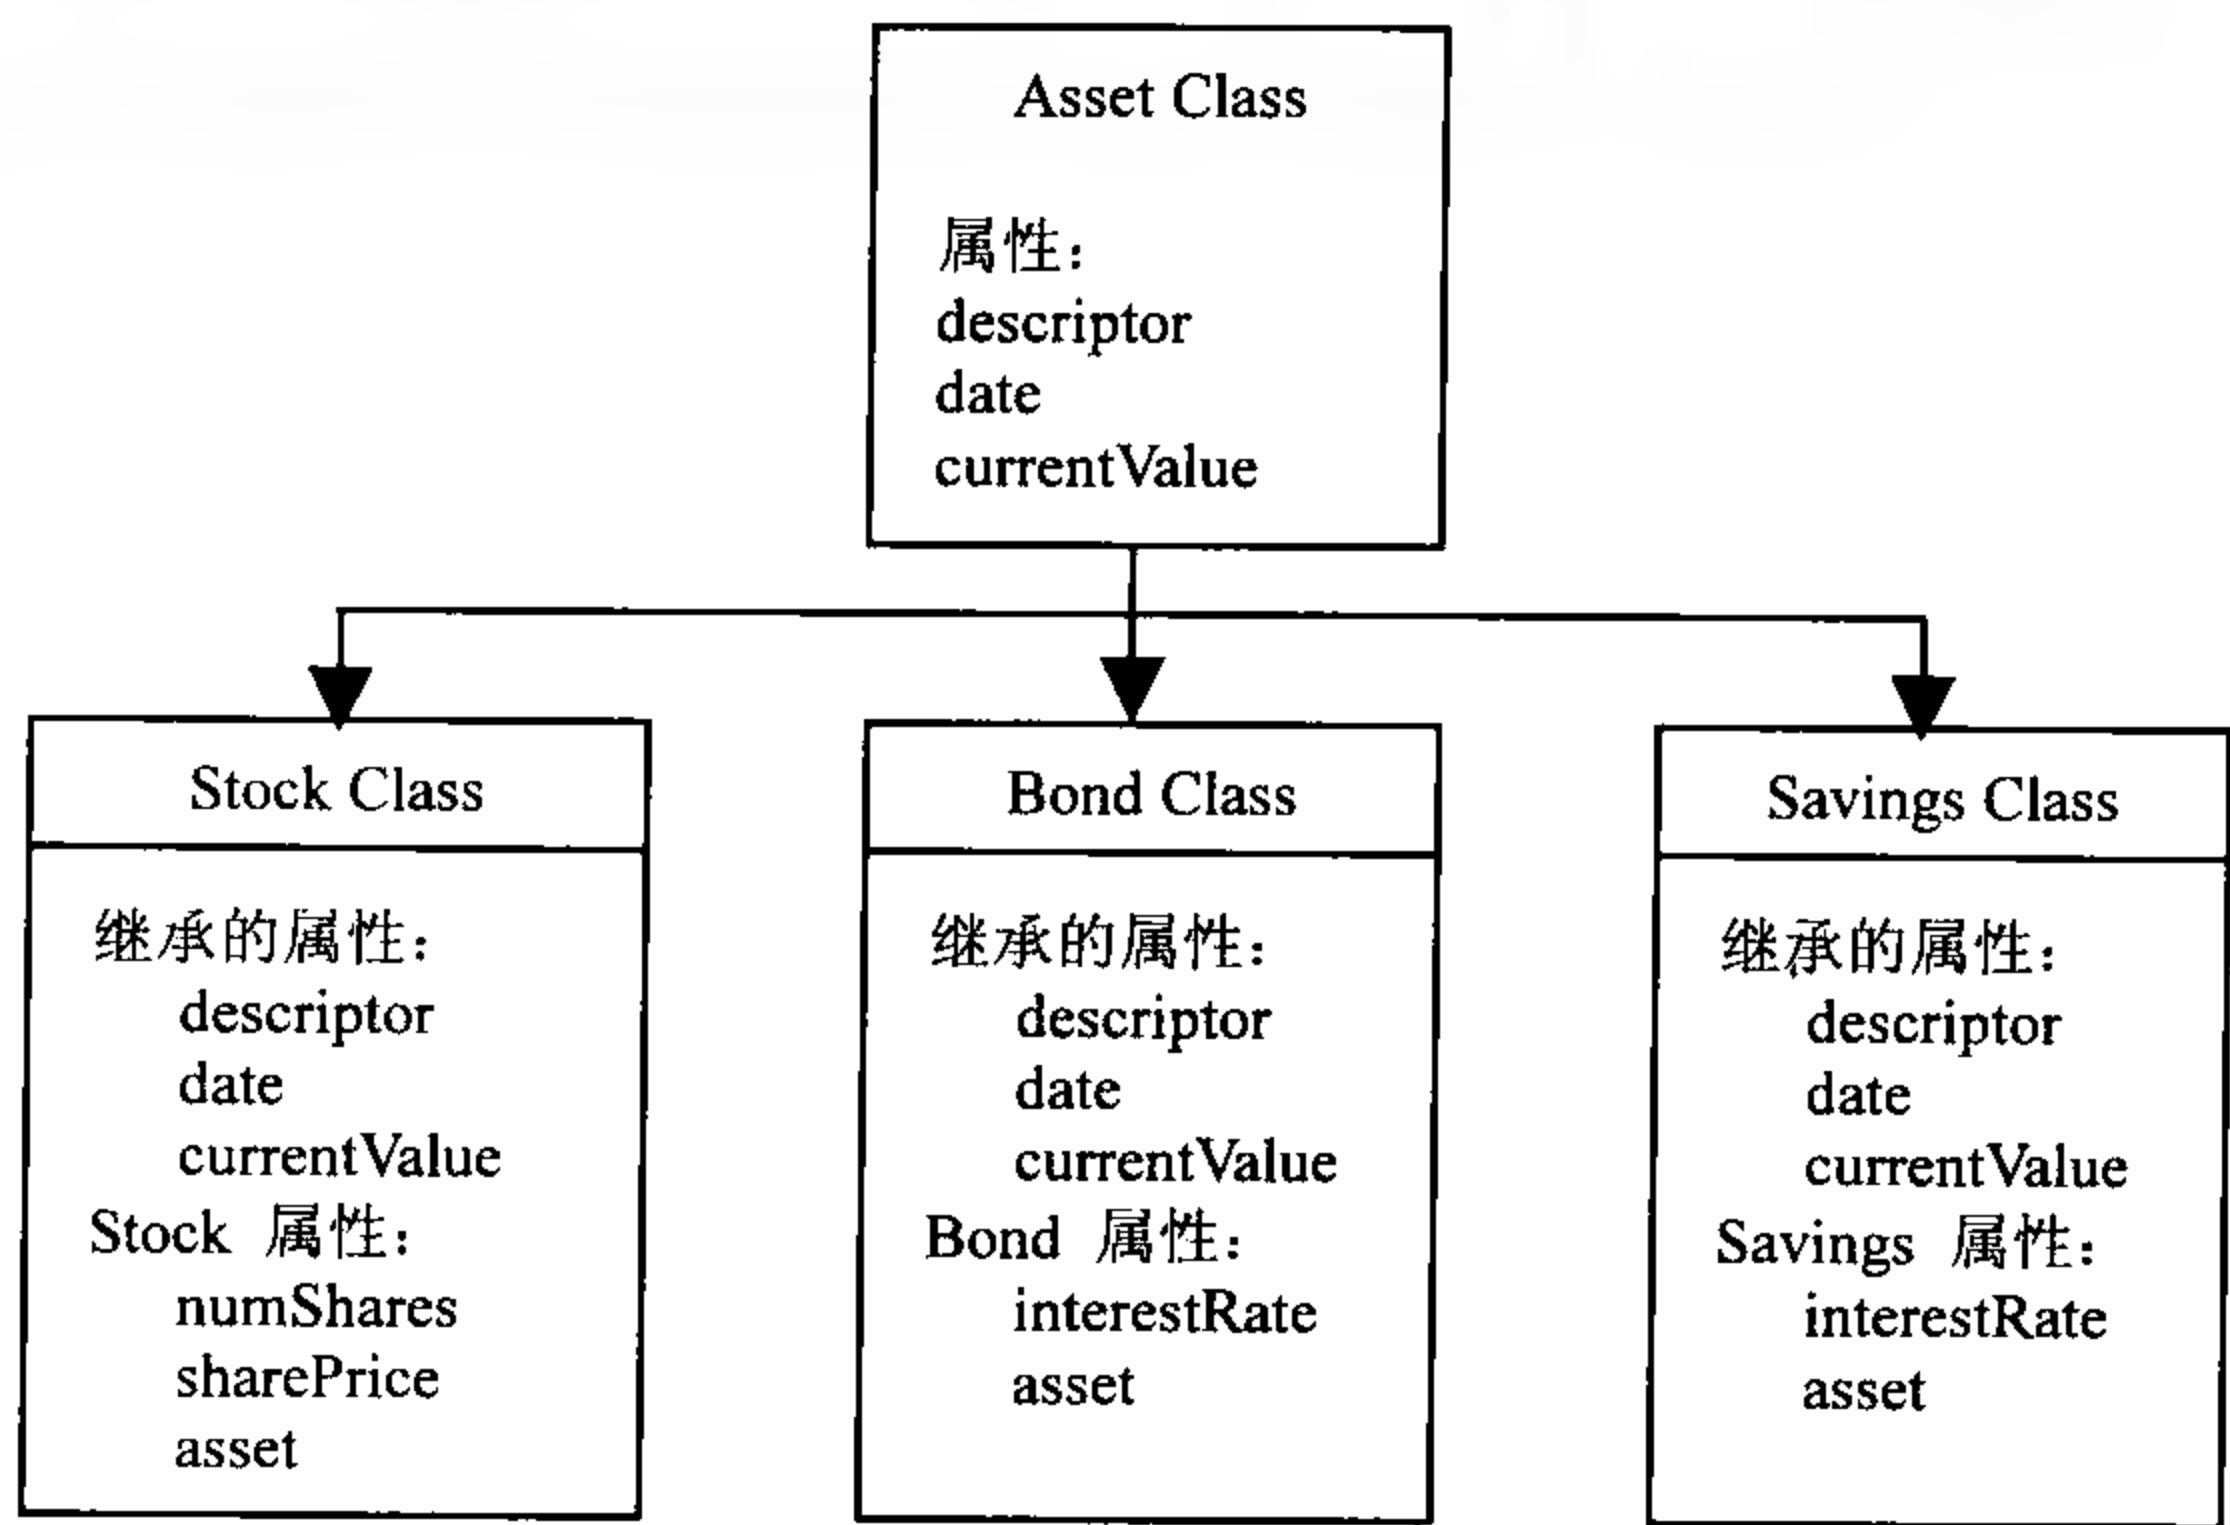 Asset Class
属性：
descriptor
date
currentValue
Stock Class
继承的属性：
descriptor
date
currentValue
Stock 属性：
numShares
sharePrice
asset
Bond Class
继承的属性：
descriptor
date
currentValue
Bond 属性：
interestRate
asset
Savings Class
继承的属性：
descriptor
date
currentValue
Savings 属性：
interestRate
asset